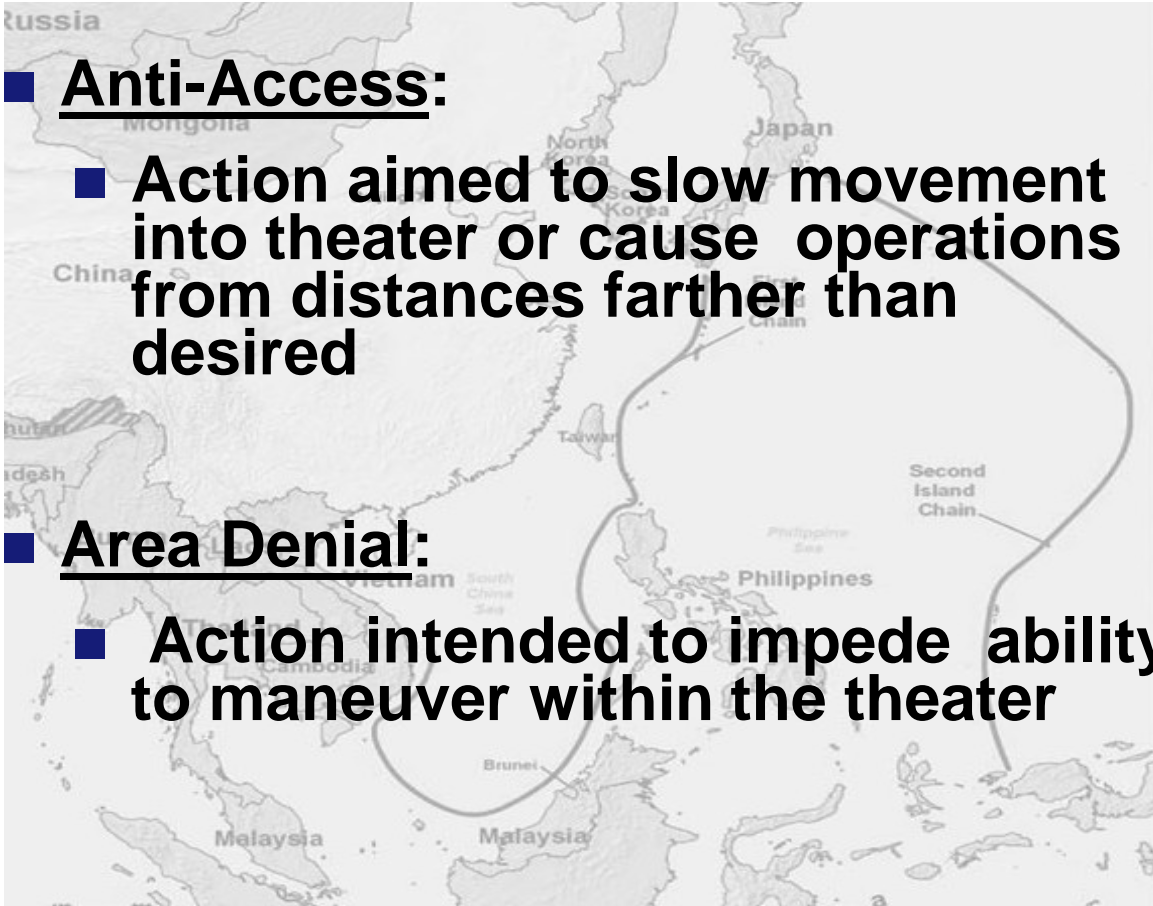 Russia
Anti-Access:
Mongolia
Japan
North
Korea
Action aimed to slow movement
South
Korea
into theater or cause  operations
China
from distances farther than
First
Island
Chain
desired
Taiwan
Second
Island
Chain
Area Denial:
Philippine
Sea
Vietnam
South
China
Sea
Philippines
Thailand
Action intended to impede  ability
Cambodia
to maneuver within the theater
Brunei
Malaysia
Malaysia